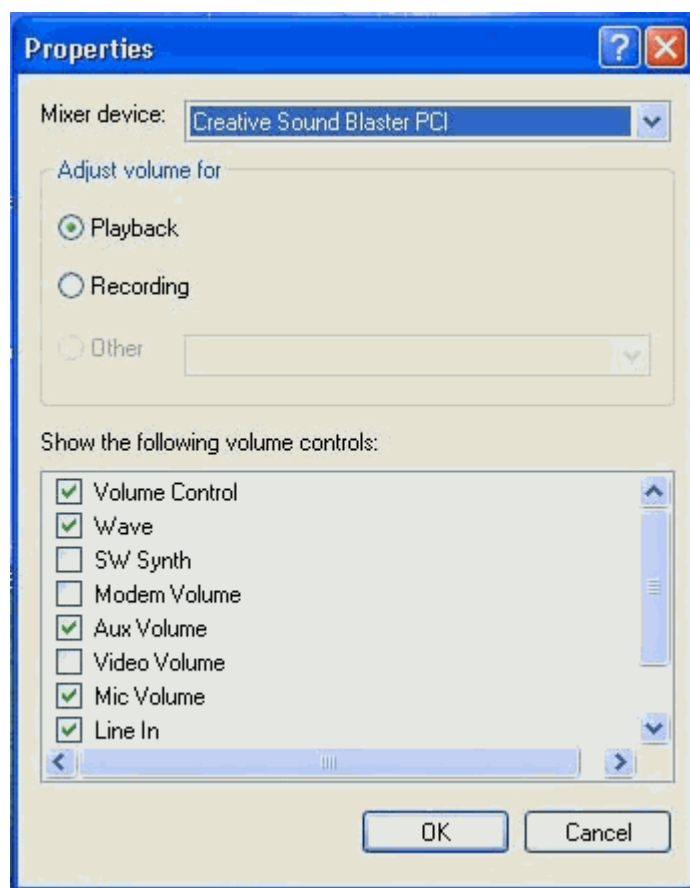 Properties
Mixer device: Creative Sound Blaster PCI
Adjust volume for
Playback
Recording
Other
Show the following volume controls:
Volume Control
Wave
SW Synth
Modem Volume
Aux Volume
Video Volume
Mic Volume
Line In
OK Cancel